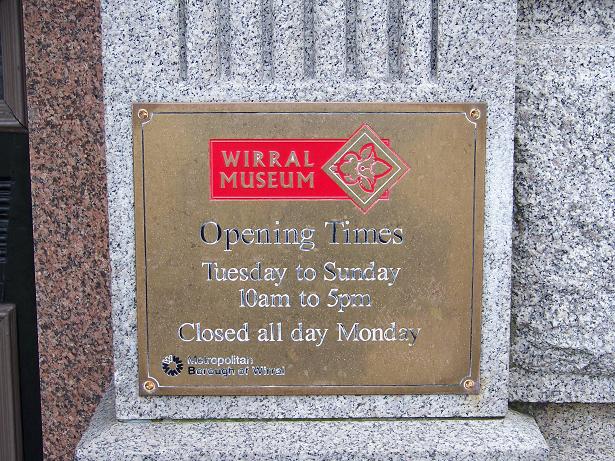 WIRRAL
MUSEUM
Opening Times
Tuesday to Sunday
10am to 5pm
Closed all day Monday
Metropolitan
Borough of Wirral